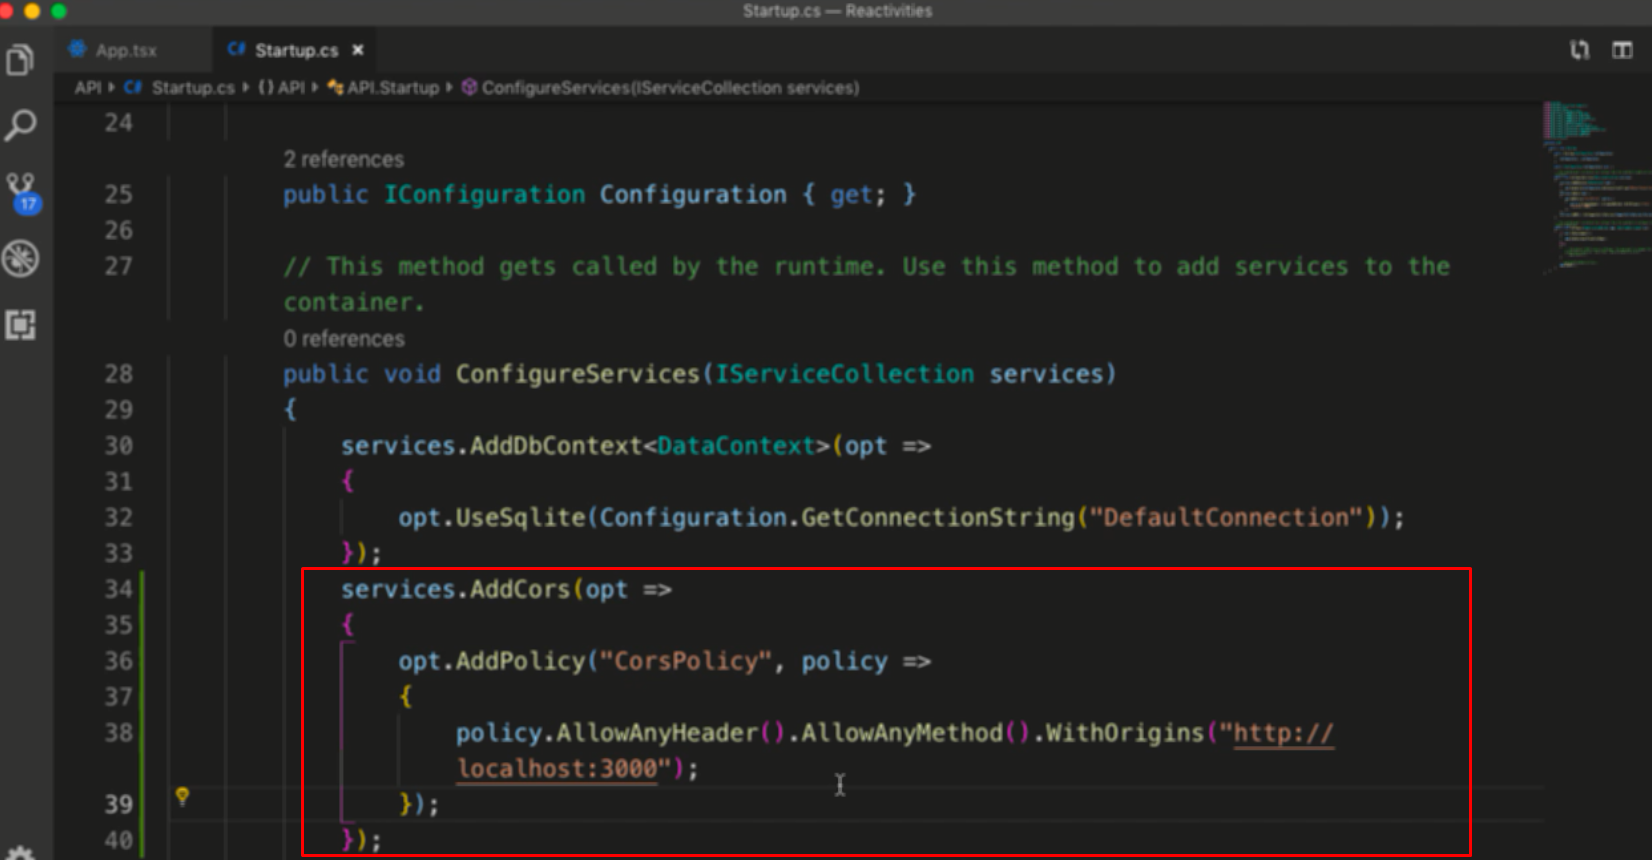 Startup.cs — Reactivities
App.tsx
C# Startup.cs ×
API › C# Startup.cs › {} API › API.Startup › ConfigureServices(IServiceCollection services)
24
2 references
25 public IConfiguration Configuration { get; }
26
27 // This method gets called by the runtime. Use this method to add services to the
container.
0 references
28 public void ConfigureServices(IServiceCollection services)
29 {
30 services.AddDbContext<DataContext>(opt =>
31 {
32 opt.UseSqlite(Configuration.GetConnectionString("DefaultConnection"));
33 });
34 services.AddCors(opt =>
35 {
36 opt.AddPolicy("CorsPolicy", policy =>
37 {
38 policy.AllowAnyHeader().AllowAnyMethod().WithOrigins("http://
localhost:3000");
39 });
40 });
17